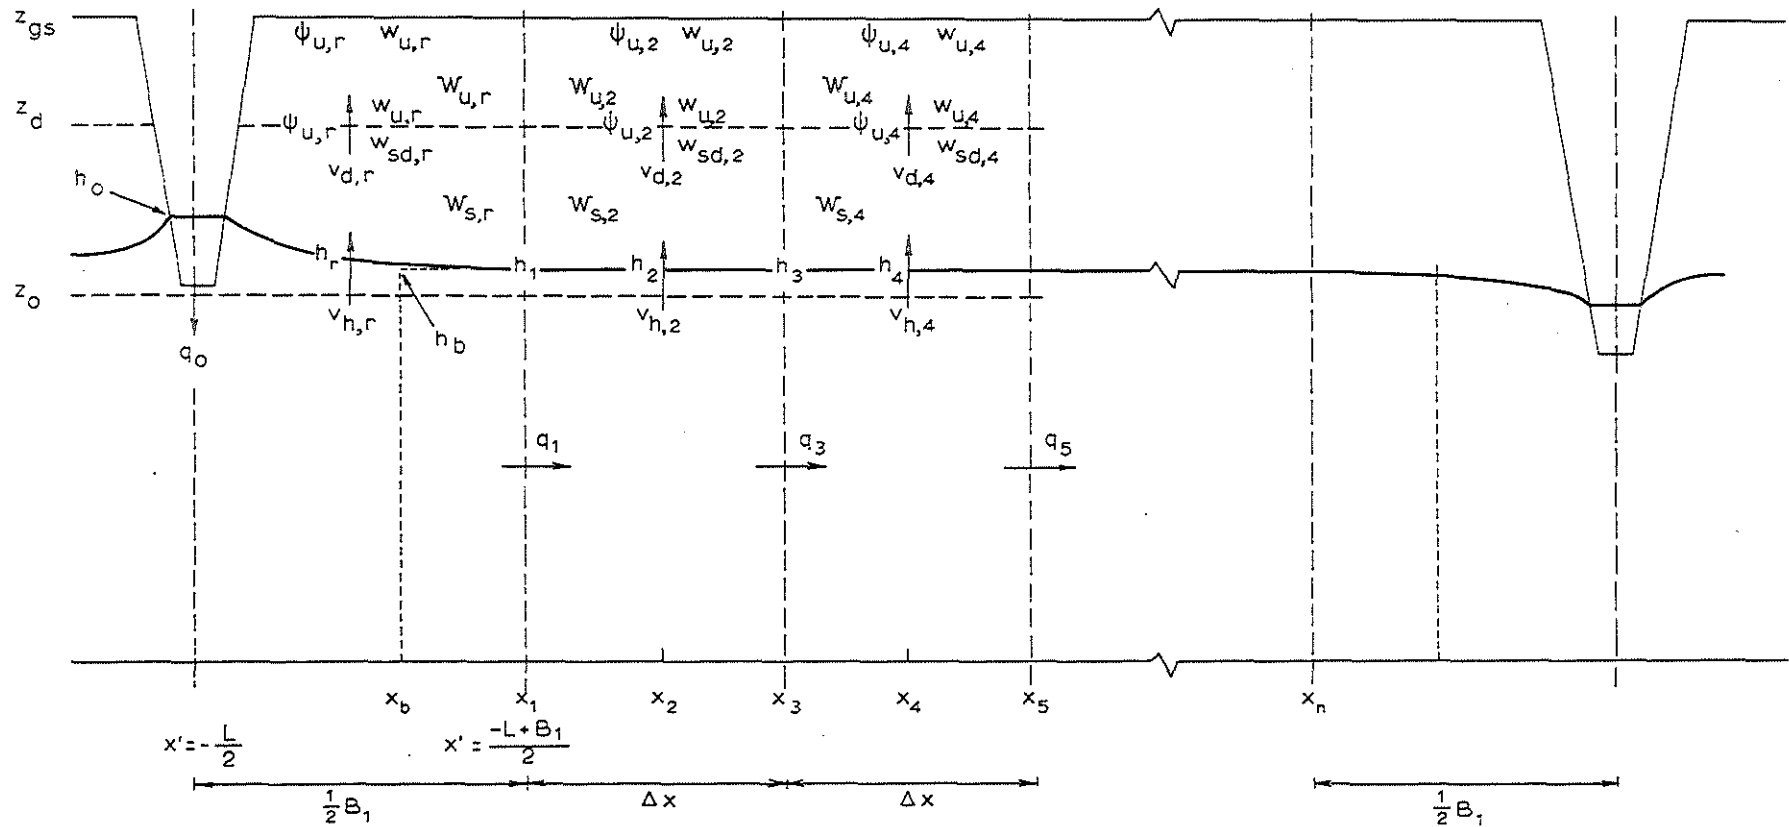 z_gs ψ_u,r w_u,r ψ_u,2 w_u,2 ψ_u,4 w_u,4
W_u,r W_u,2 W_u,4
z_d ψ_u,r w_u,r ψ_u,2 w_u,2 ψ_u,4 w_u,4
w_sd,r w_sd,2 w_sd,4
v_d,r v_d,2 v_d,4
h_o W_s,r W_s,2 W_s,4
h_r h_1 h_2 h_3 h_4
z_o v_h,r v_h,2 v_h,4
q_o h_b
q_1 q_3 q_5
x_b x_1 x_2 x_3 x_4 x_5 x_n
x' = -L/2 x' = (-L+B_1)/2
1/2 B_1 Δx Δx 1/2 B_1